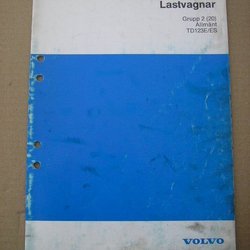 Lastvagnar
Grupp 2 (20)
Allmänt
TD123E/ES
VOLVO